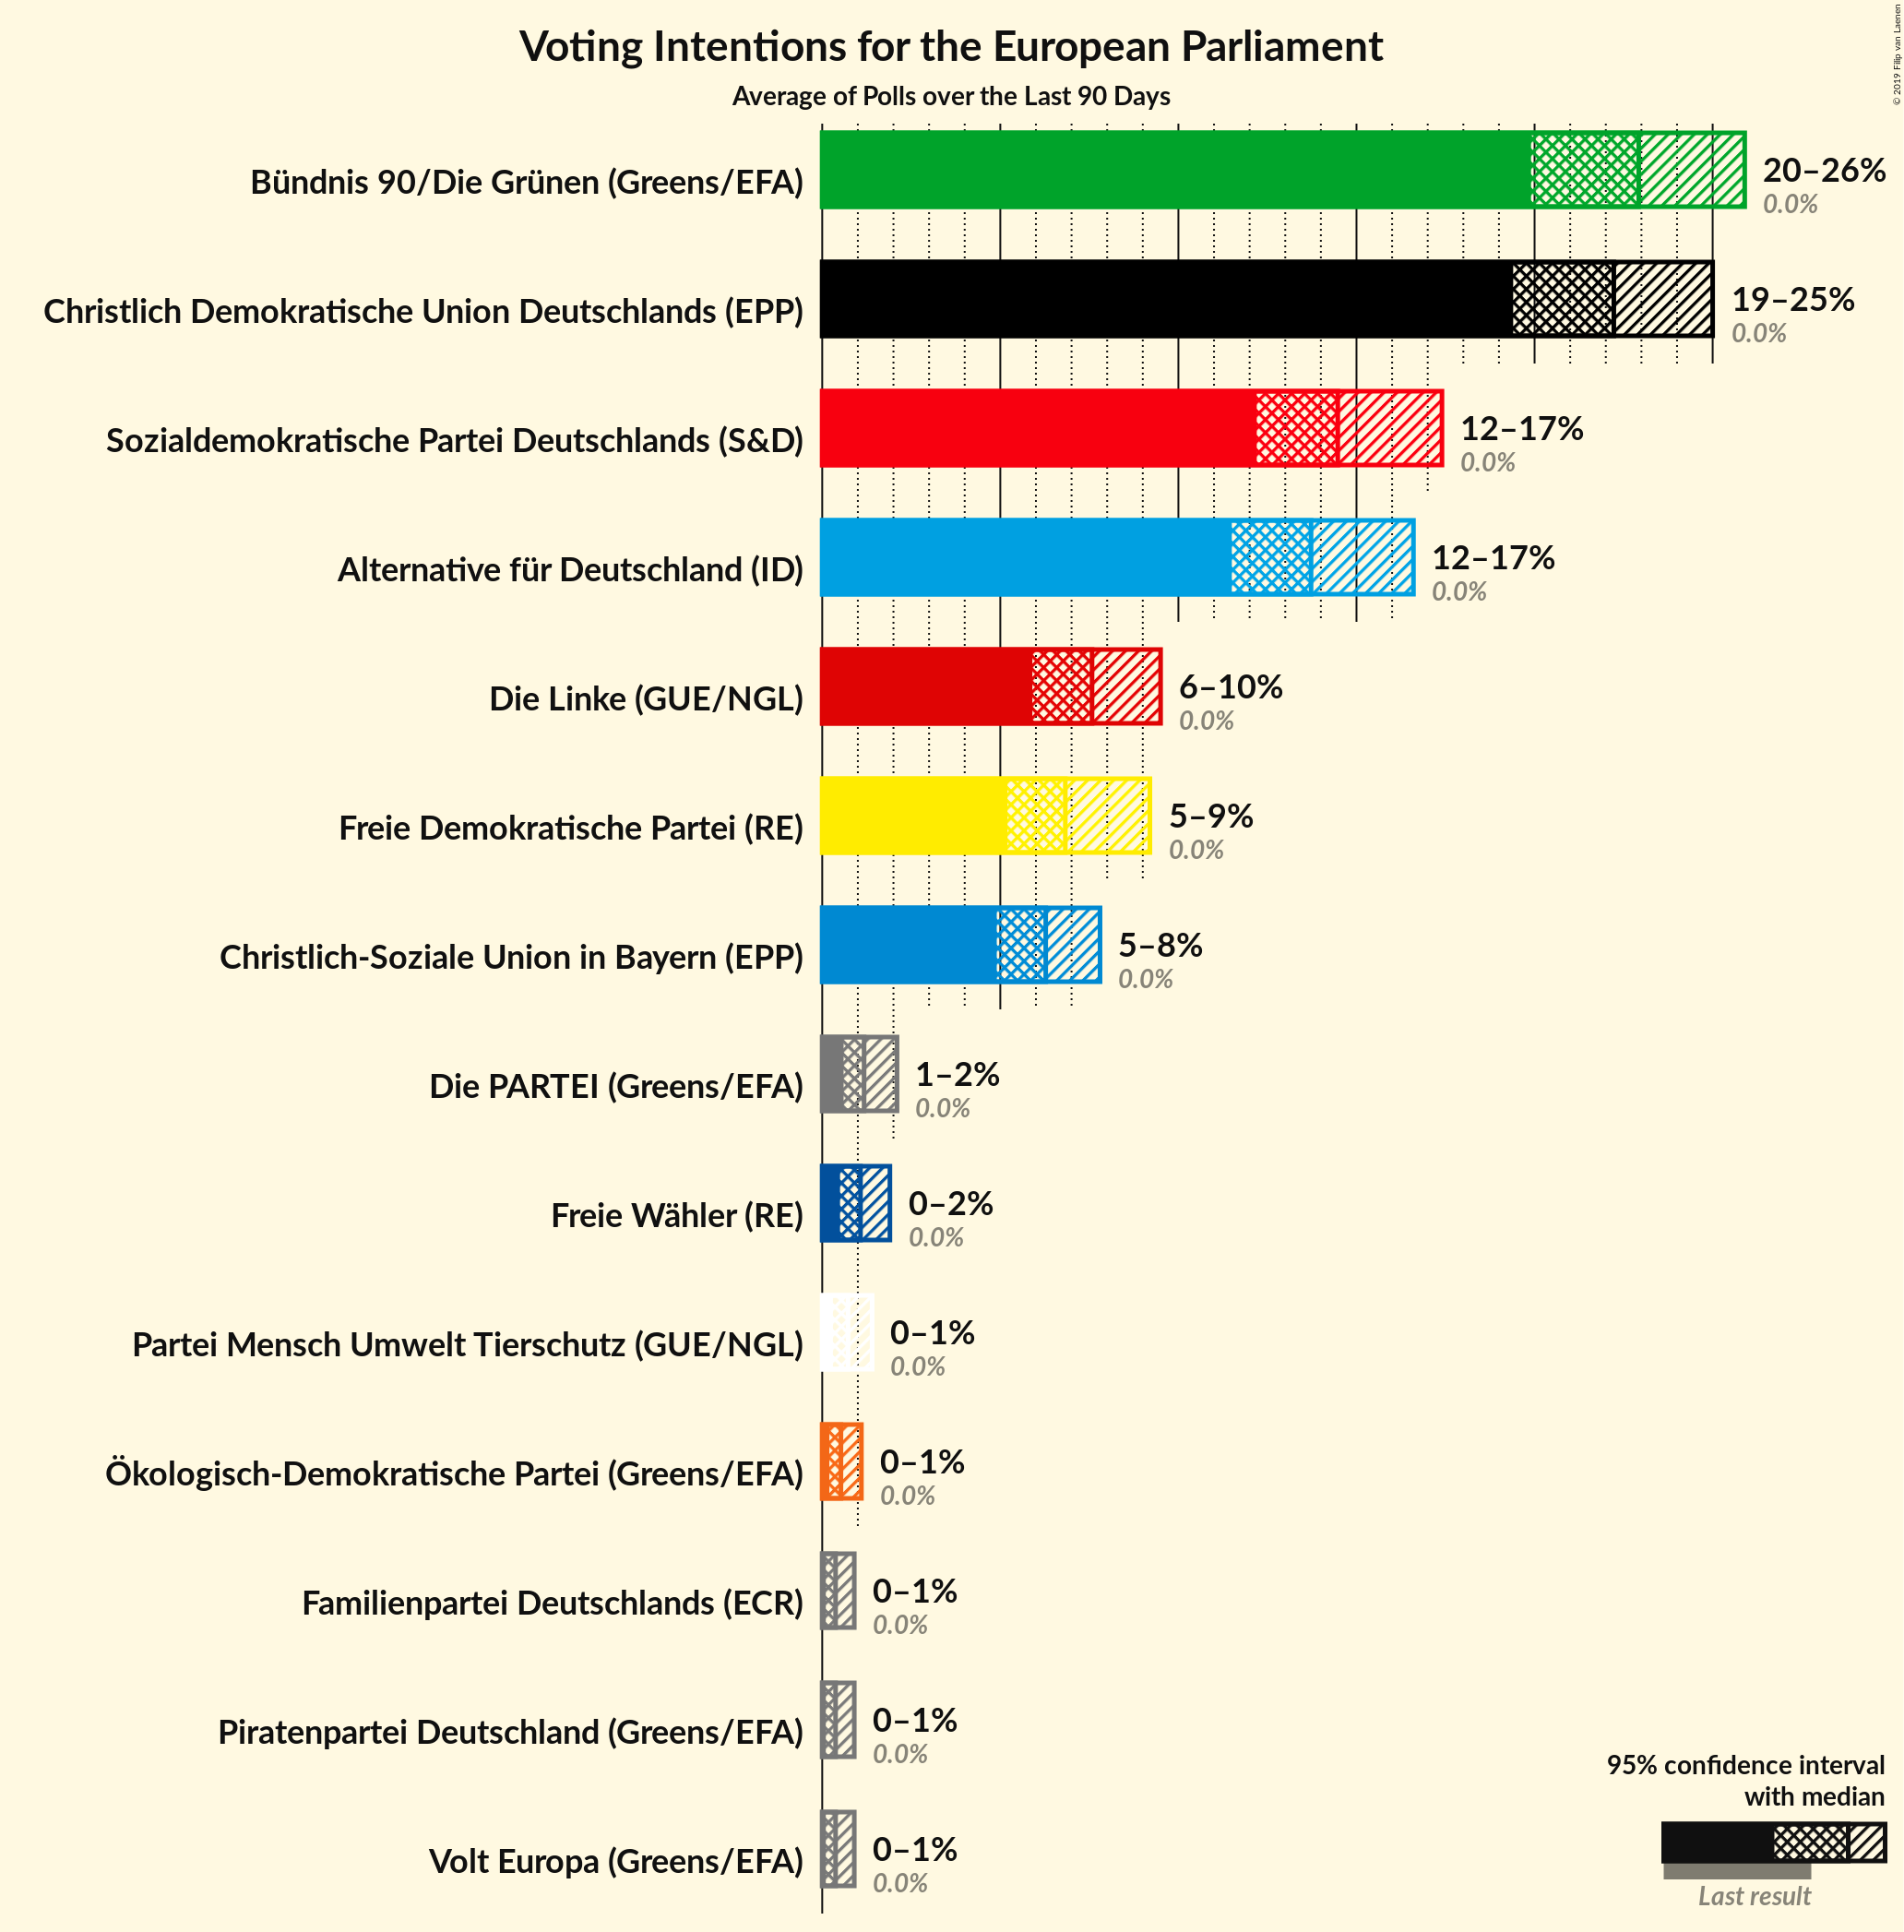 Voting Intentions for the European Parliament
Average of Polls over the Last 90 Days
© 2019 Filip van Laenen
Bündnis 90/Die Grünen (Greens/EFA)
20–26%
0.0%
Christlich Demokratische Union Deutschlands (EPP)
19–25%
0.0%
Sozialdemokratische Partei Deutschlands (S&D)
12–17%
0.0%
Alternative für Deutschland (ID)
12–17%
0.0%
Die Linke (GUE/NGL)
6–10%
0.0%
Freie Demokratische Partei (RE)
5–9%
0.0%
Christlich-Soziale Union in Bayern (EPP)
5–8%
0.0%
Die PARTEI (Greens/EFA)
1–2%
0.0%
Freie Wähler (RE)
0–2%
0.0%
Partei Mensch Umwelt Tierschutz (GUE/NGL)
0–1%
0.0%
Ökologisch-Demokratische Partei (Greens/EFA)
0–1%
0.0%
Familienpartei Deutschlands (ECR)
0–1%
0.0%
Piratenpartei Deutschland (Greens/EFA)
0–1%
0.0%
Volt Europa (Greens/EFA)
0–1%
0.0%
95% confidence interval
with median
Last result